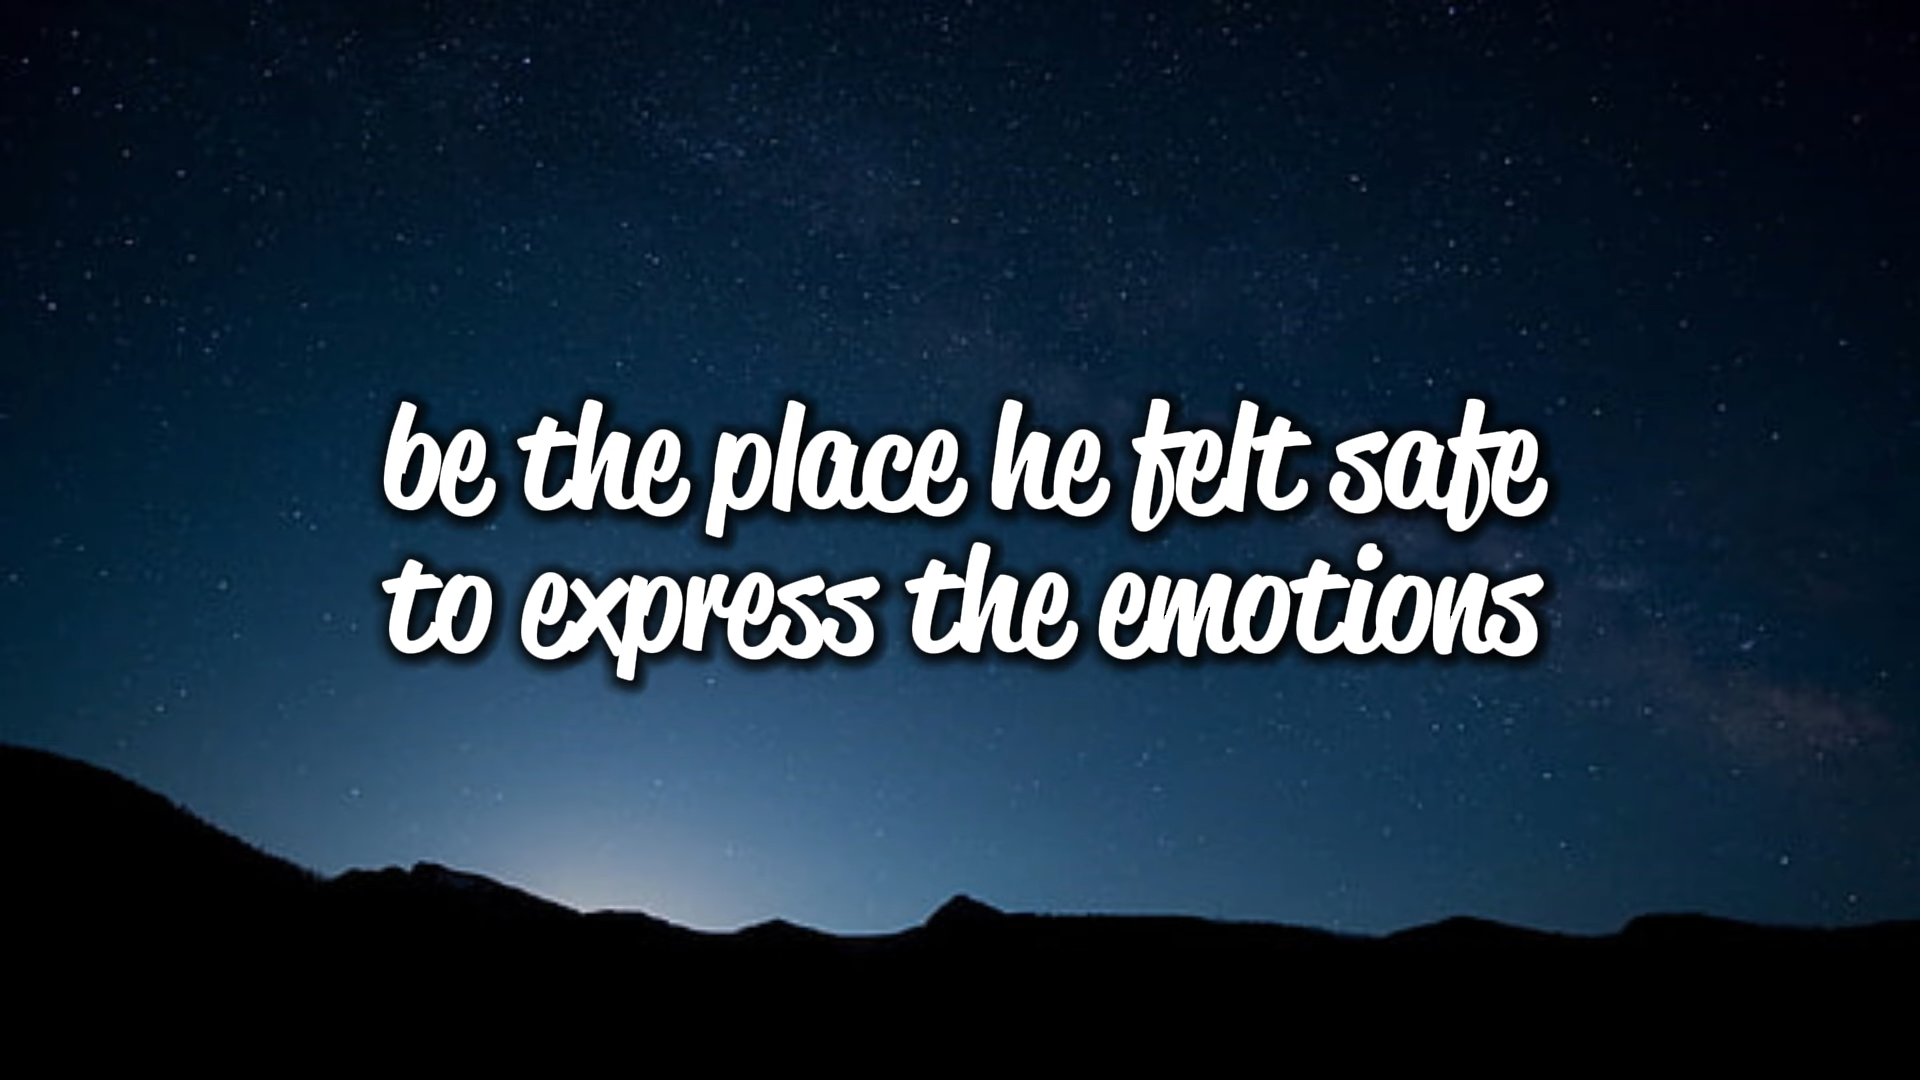 be the place he felt safe
to express the emotions